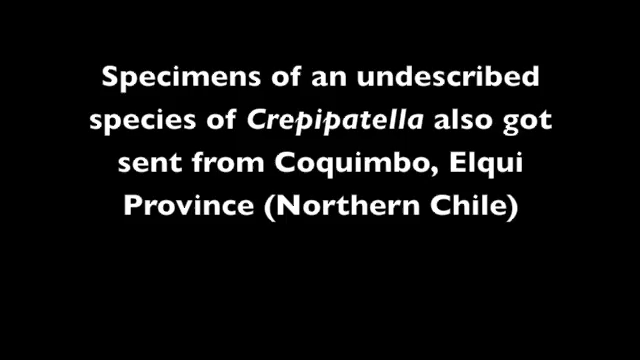 Specimens of an undescribed
species of Crepipatella also got
sent from Coquimbo, Elqui
Province (Northern Chile)